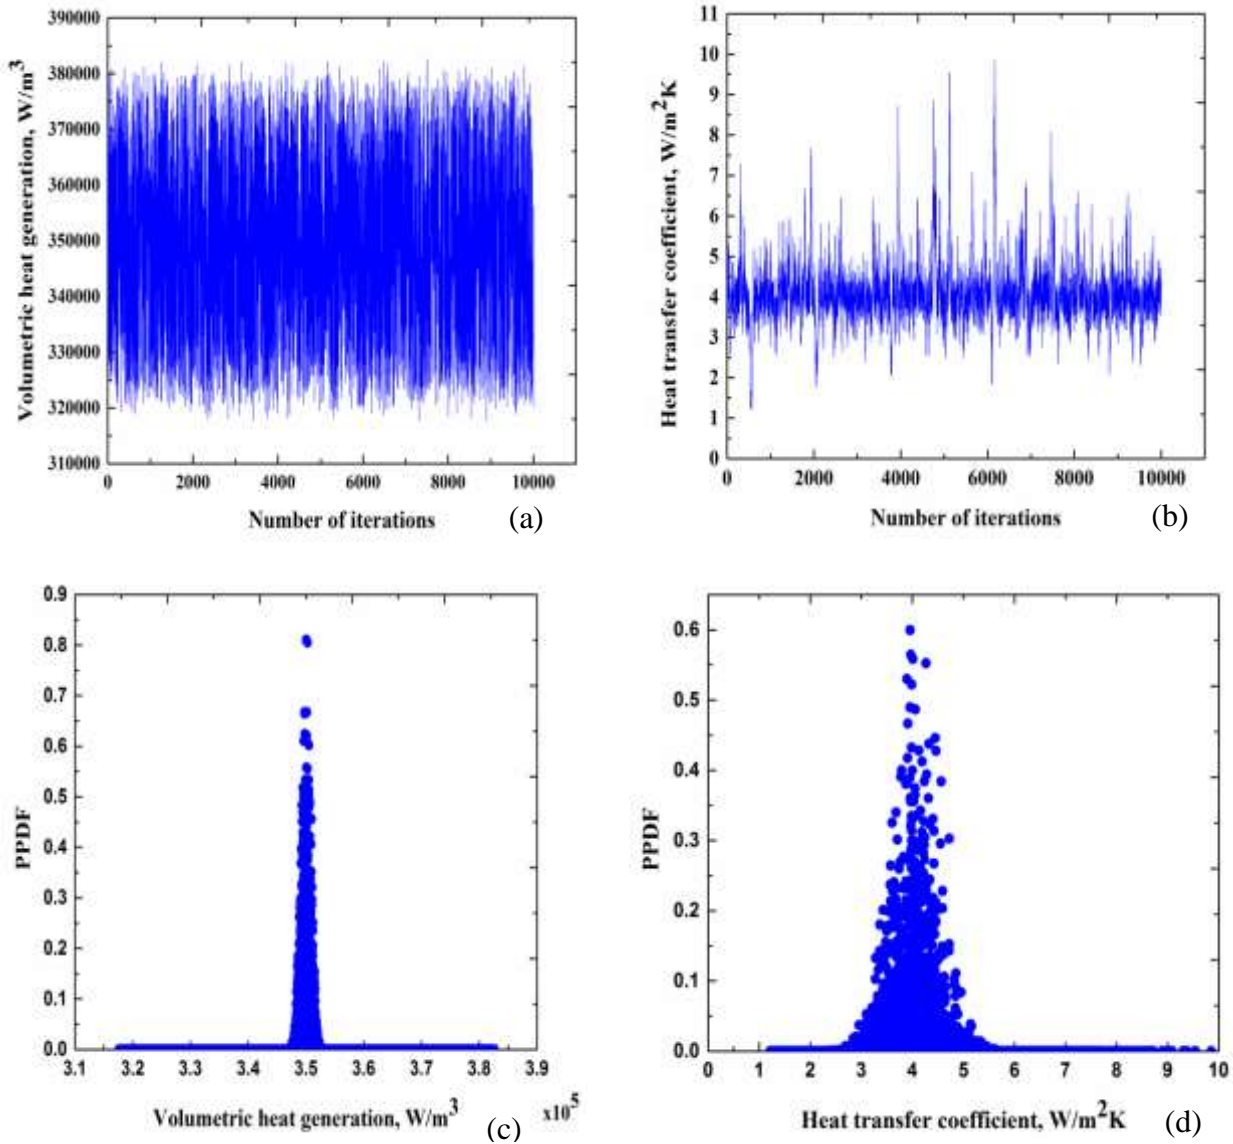 390000
380000
370000
360000
350000
340000
330000
320000
310000
Volumetric heat generation, W/m³
0 2000 4000 6000 8000 10000
Number of iterations (a)
11
10
9
8
7
6
5
4
3
2
1
0
Heat transfer coefficient, W/m²K
0 2000 4000 6000 8000 10000
Number of iterations (b)
0.9
0.8
0.7
0.6
0.5
0.4
0.3
0.2
0.1
0.0
PPDF
3.1 3.2 3.3 3.4 3.5 3.6 3.7 3.8 3.9
x10⁵
Volumetric heat generation, W/m³ (c)
0.6
0.5
0.4
0.3
0.2
0.1
0.0
PPDF
0 1 2 3 4 5 6 7 8 9 10
Heat transfer coefficient, W/m²K (d)